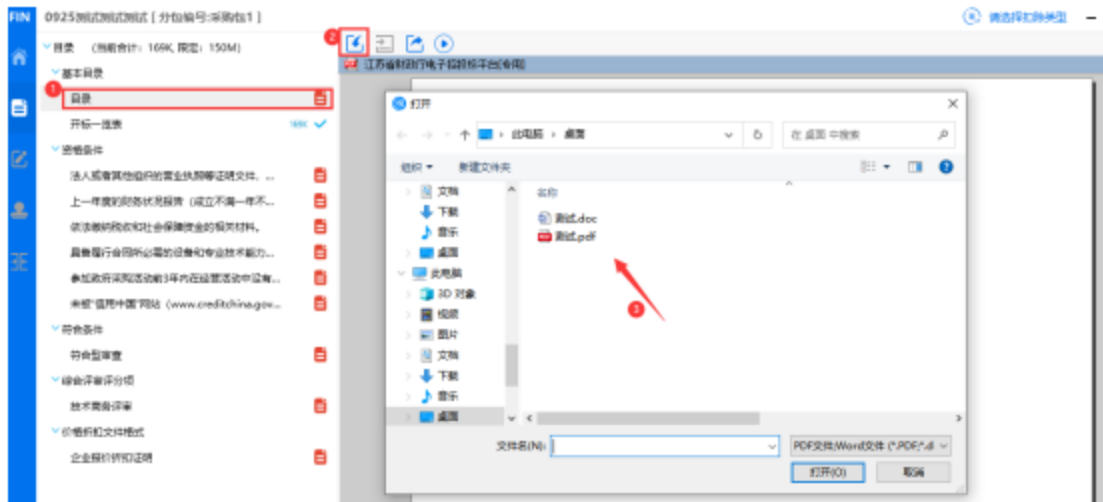 FIN
0925测试测试测试 [ 分包编号:采购包1 ]
请选择扣除类型
目录 (当前合计: 169K, 限定: 150M)
基本目录
1
目录
开标一览表
169K
资格条件
法人或者其他组织的营业执照等证明文件, ...
上一年度的财务状况报告 (成立不满一年不...
依法缴纳税收和社会保障资金的相关材料。
具备履行合同所必需的设备和专业技术能力...
参加政府采购活动前3年内在经营活动中没有...
未被"信用中国"网站 (www.creditchina.gov...
符合条件
符合型审查
综合评审评分项
技术商务评审
价格折扣文件格式
企业报价折扣证明
2
江苏省财政厅电子招投标平台(专用)
打开
此电脑 › 桌面
在 桌面 中搜索
组织
新建文件夹
文档
下载
音乐
桌面
此电脑
3D 对象
视频
图片
文档
下载
音乐
桌面
名称
测试.doc
测试.pdf
3
文件名(N):
PDF文件;Word文件 (*.PDF;*.d
打开(O)
取消